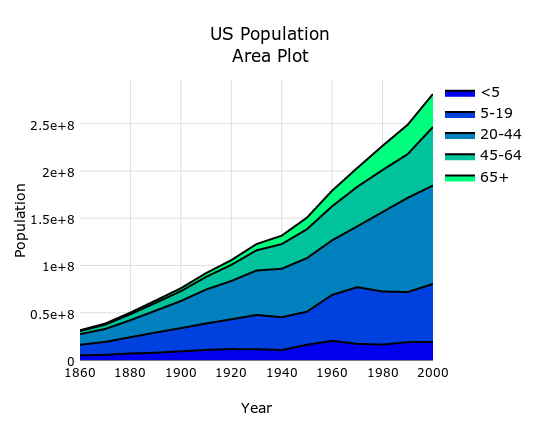 US Population
Area Plot
<5
5-19
20-44
45-64
65+
2.5e+8
2e+8
1.5e+8
1e+8
0.5e+8
0
Population
1860 1880 1900 1920 1940 1960 1980 2000
Year